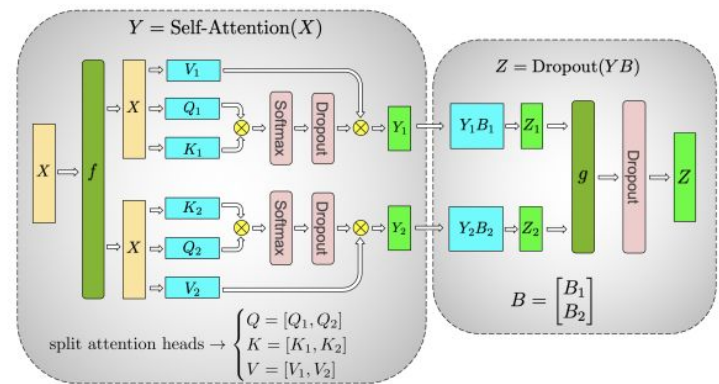 Y = Self-Attention(X)
X
f
X
V₁
Q₁
K₁
⊗
Softmax
Dropout
⊗
Y₁
X
K₂
Q₂
V₂
⊗
Softmax
Dropout
⊗
Y₂
split attention heads → { Q = [Q₁, Q₂]
K = [K₁, K₂]
V = [V₁, V₂]
Z = Dropout(YB)
Y₁B₁
Z₁
Y₂B₂
Z₂
g
Dropout
Z
B = [B₁
B₂]